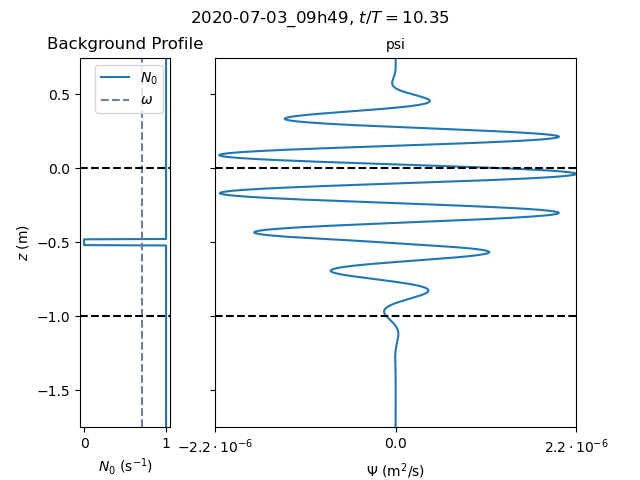 2020-07-03_09h49, t/T = 10.35
Background Profile
psi
N₀
ω
0.5
0.0
−0.5
−1.0
−1.5
z (m)
0 1
−2.2 · 10⁻⁶ 0.0 2.2 · 10⁻⁶
N₀ (s⁻¹)
Ψ (m²/s)